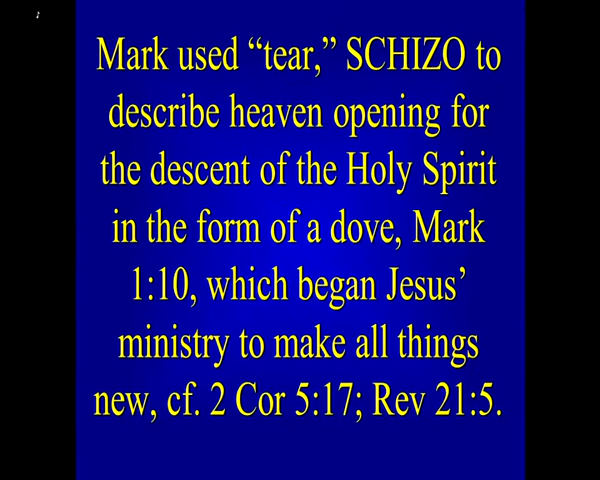 Mark used “tear,” SCHIZO to
describe heaven opening for
the descent of the Holy Spirit
in the form of a dove, Mark
1:10, which began Jesus’
ministry to make all things
new, cf. 2 Cor 5:17; Rev 21:5.